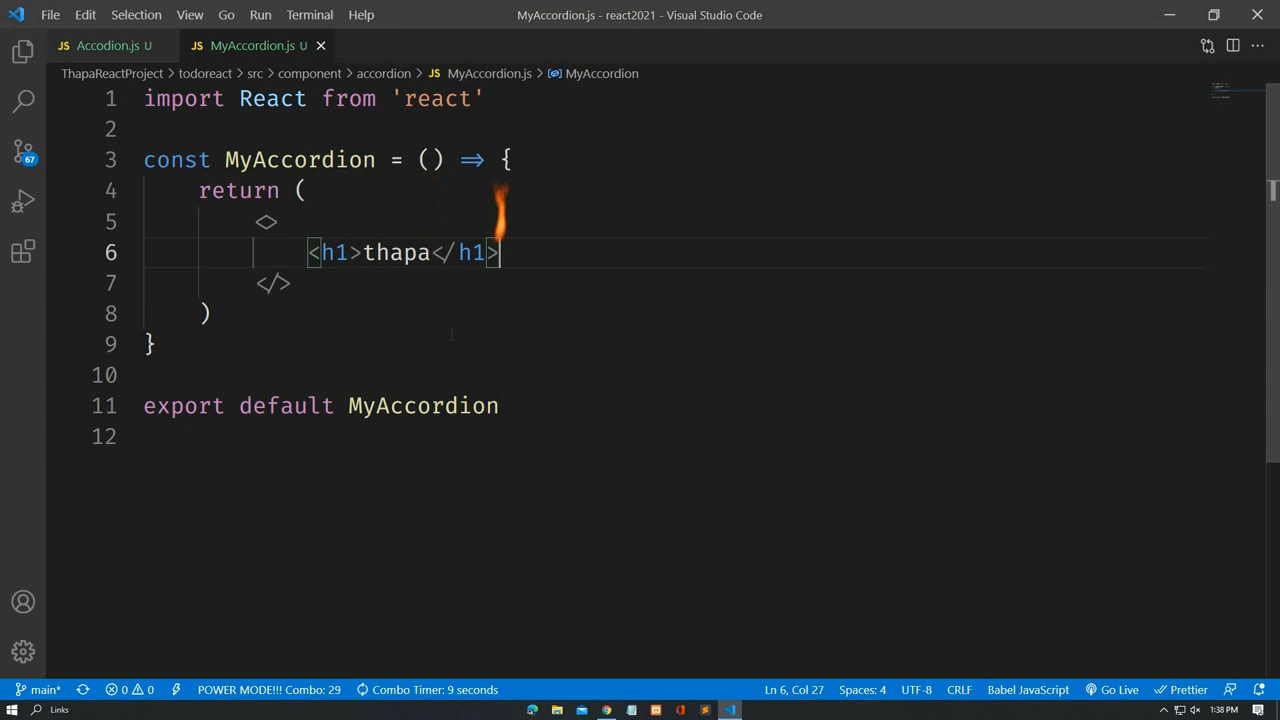 File Edit Selection View Go Run Terminal Help MyAccordion.js - react2021 - Visual Studio Code
JS Accodion.js U JS MyAccordion.js U
ThapaReactProject > todoreact > src > component > accordion > JS MyAccordion.js > MyAccordion
1 import React from 'react'
2
3 const MyAccordion = () => {
4 return (
5 <>
6 <h1>thapa</h1>
7 </>
8 )
9 }
10
11 export default MyAccordion
12
67
main* 0 0 POWER MODE!!! Combo: 29 Combo Timer: 9 seconds Ln 6, Col 27 Spaces: 4 UTF-8 CRLF Babel JavaScript Go Live Prettier
Links 1:38 PM